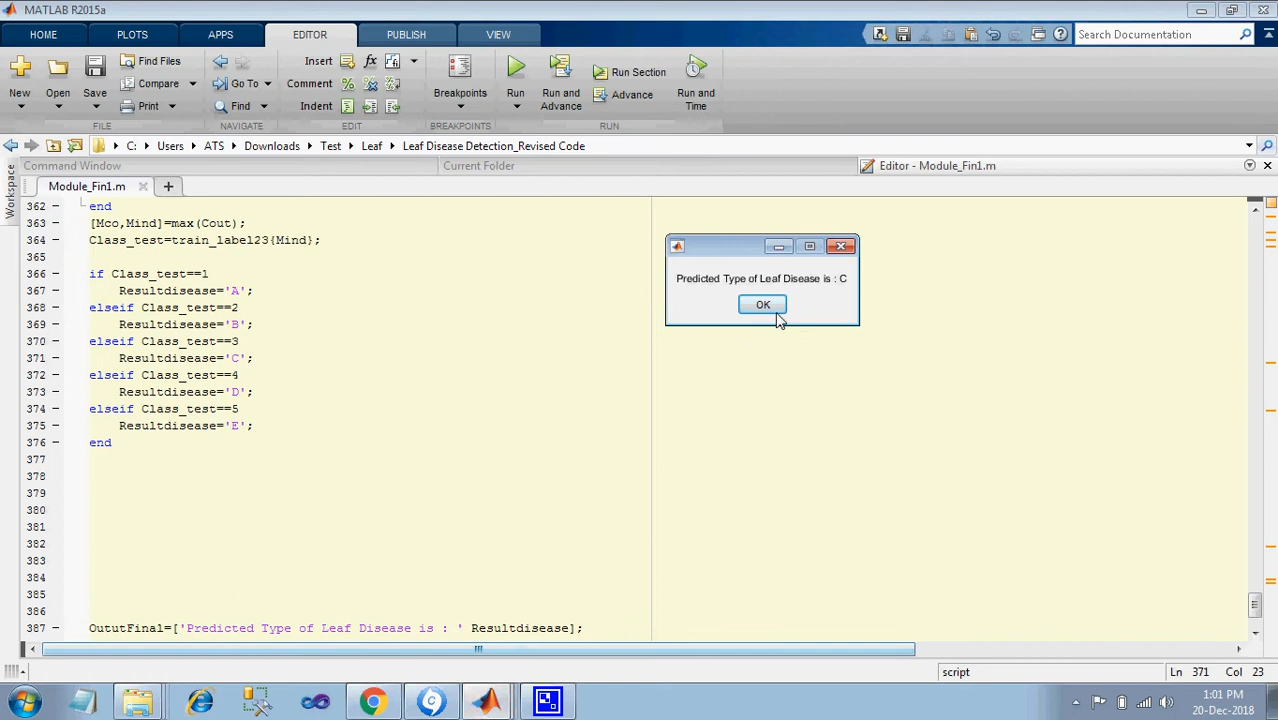 MATLAB R2015a
HOME PLOTS APPS EDITOR PUBLISH VIEW Search Documentation
New Open Save Find Files Compare Print Go To Find Insert Comment Indent Breakpoints Run Run and Advance Run Section Advance Run and Time
FILE NAVIGATE EDIT BREAKPOINTS RUN
C: Users ATS Downloads Test Leaf Leaf Disease Detection_Revised Code
Command Window Current Folder Editor - Module_Fin1.m
Workspace
Module_Fin1.m
362 end
363 [Mco,Mind]=max(Cout);
364 Class_test=train_label23{Mind};
365
366 if Class_test==1
367 Resultdisease='A';
368 elseif Class_test==2
369 Resultdisease='B';
370 elseif Class_test==3
371 Resultdisease='C';
372 elseif Class_test==4
373 Resultdisease='D';
374 elseif Class_test==5
375 Resultdisease='E';
376 end
377
378
379
380
381
382
383
384
385
386
387 OututFinal=['Predicted Type of Leaf Disease is : ' Resultdisease];
Predicted Type of Leaf Disease is : C
OK
script Ln 371 Col 23
1:01 PM
20-Dec-2018